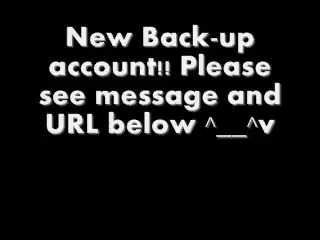 New Back-up
account!! Please
see message and
URL below ^__^v